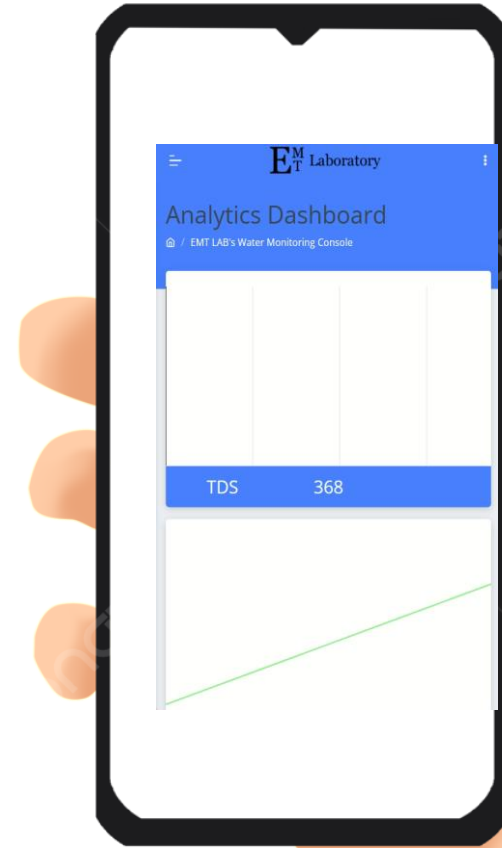 EMT Laboratory
Analytics Dashboard
/ EMT LAB's Water Monitoring Console
TDS 368